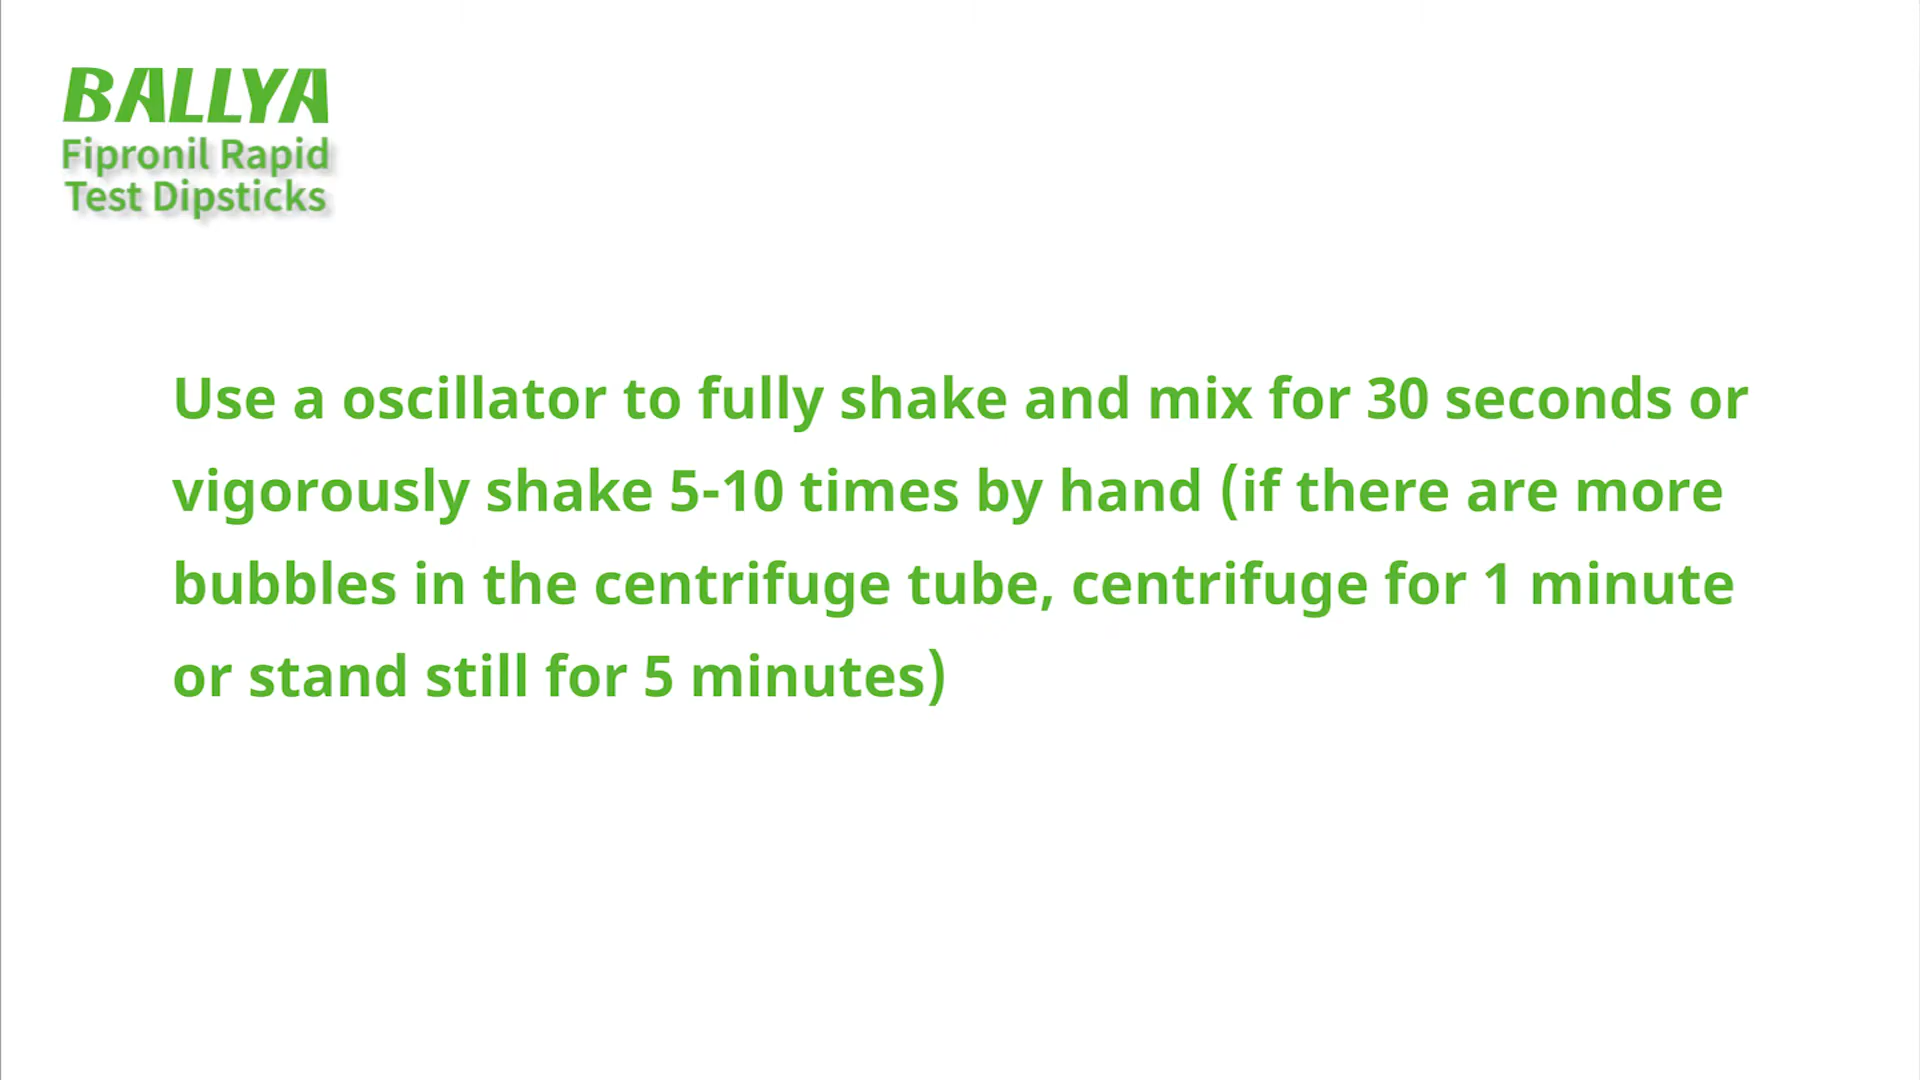 BALLYA
Fipronil Rapid
Test Dipsticks
Use a oscillator to fully shake and mix for 30 seconds or
vigorously shake 5-10 times by hand (if there are more
bubbles in the centrifuge tube, centrifuge for 1 minute
or stand still for 5 minutes)